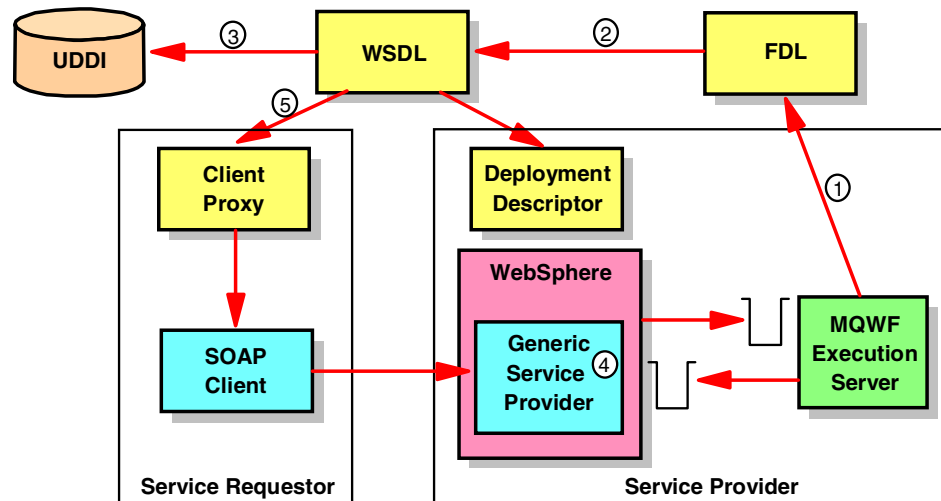 UDDI
3
WSDL
2
FDL
5
1
Client
Proxy
Deployment
Descriptor
WebSphere
SOAP
Client
Generic
Service
Provider
4
MQWF
Execution
Server
Service Requestor
Service Provider